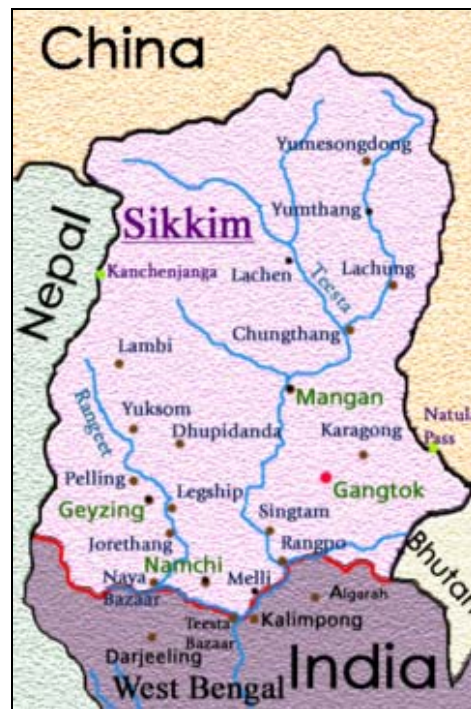 China
Yumesongdong
Sikkim
Yumthang
Nepal
Kanchenjanga
Lachen
Teesta
Lachung
Chungthang
Lambi
Rangeet
Mangan
Yuksom
Dhupidanda
Karagong
Natula
Pass
Pelling
Geyzing
Legship
Gangtok
Singtam
Jorethang
Namchi
Rangpo
Bhutan
Naya
Bazaar
Melli
Algarah
Teesta
Bazaar
Kalimpong
Darjeeling
India
West Bengal